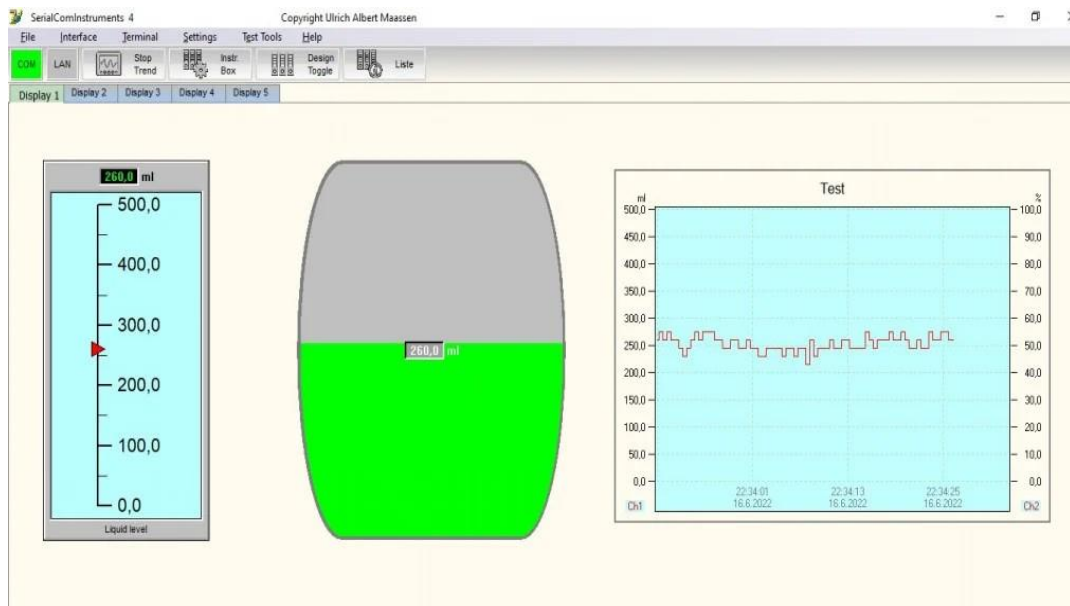 SerialComInstruments 4 Copyright Ulrich Albert Maassen
File Interface Terminal Settings Test Tools Help
COM LAN Stop Trend Instr. Box Design Toggle Liste
Display 1 Display 2 Display 3 Display 4 Display 5
260,0 ml
500,0
400,0
300,0
200,0
100,0
0,0
Liquid level
260,0 ml
Test
ml %
500,0 100,0
450,0 90,0
400,0 80,0
350,0 70,0
300,0 60,0
250,0 50,0
200,0 40,0
150,0 30,0
100,0 20,0
50,0 10,0
0,0 0,0
22:34:01 22:34:13 22:34:25
16.6.2022 16.6.2022 16.6.2022
Ch1 Ch2